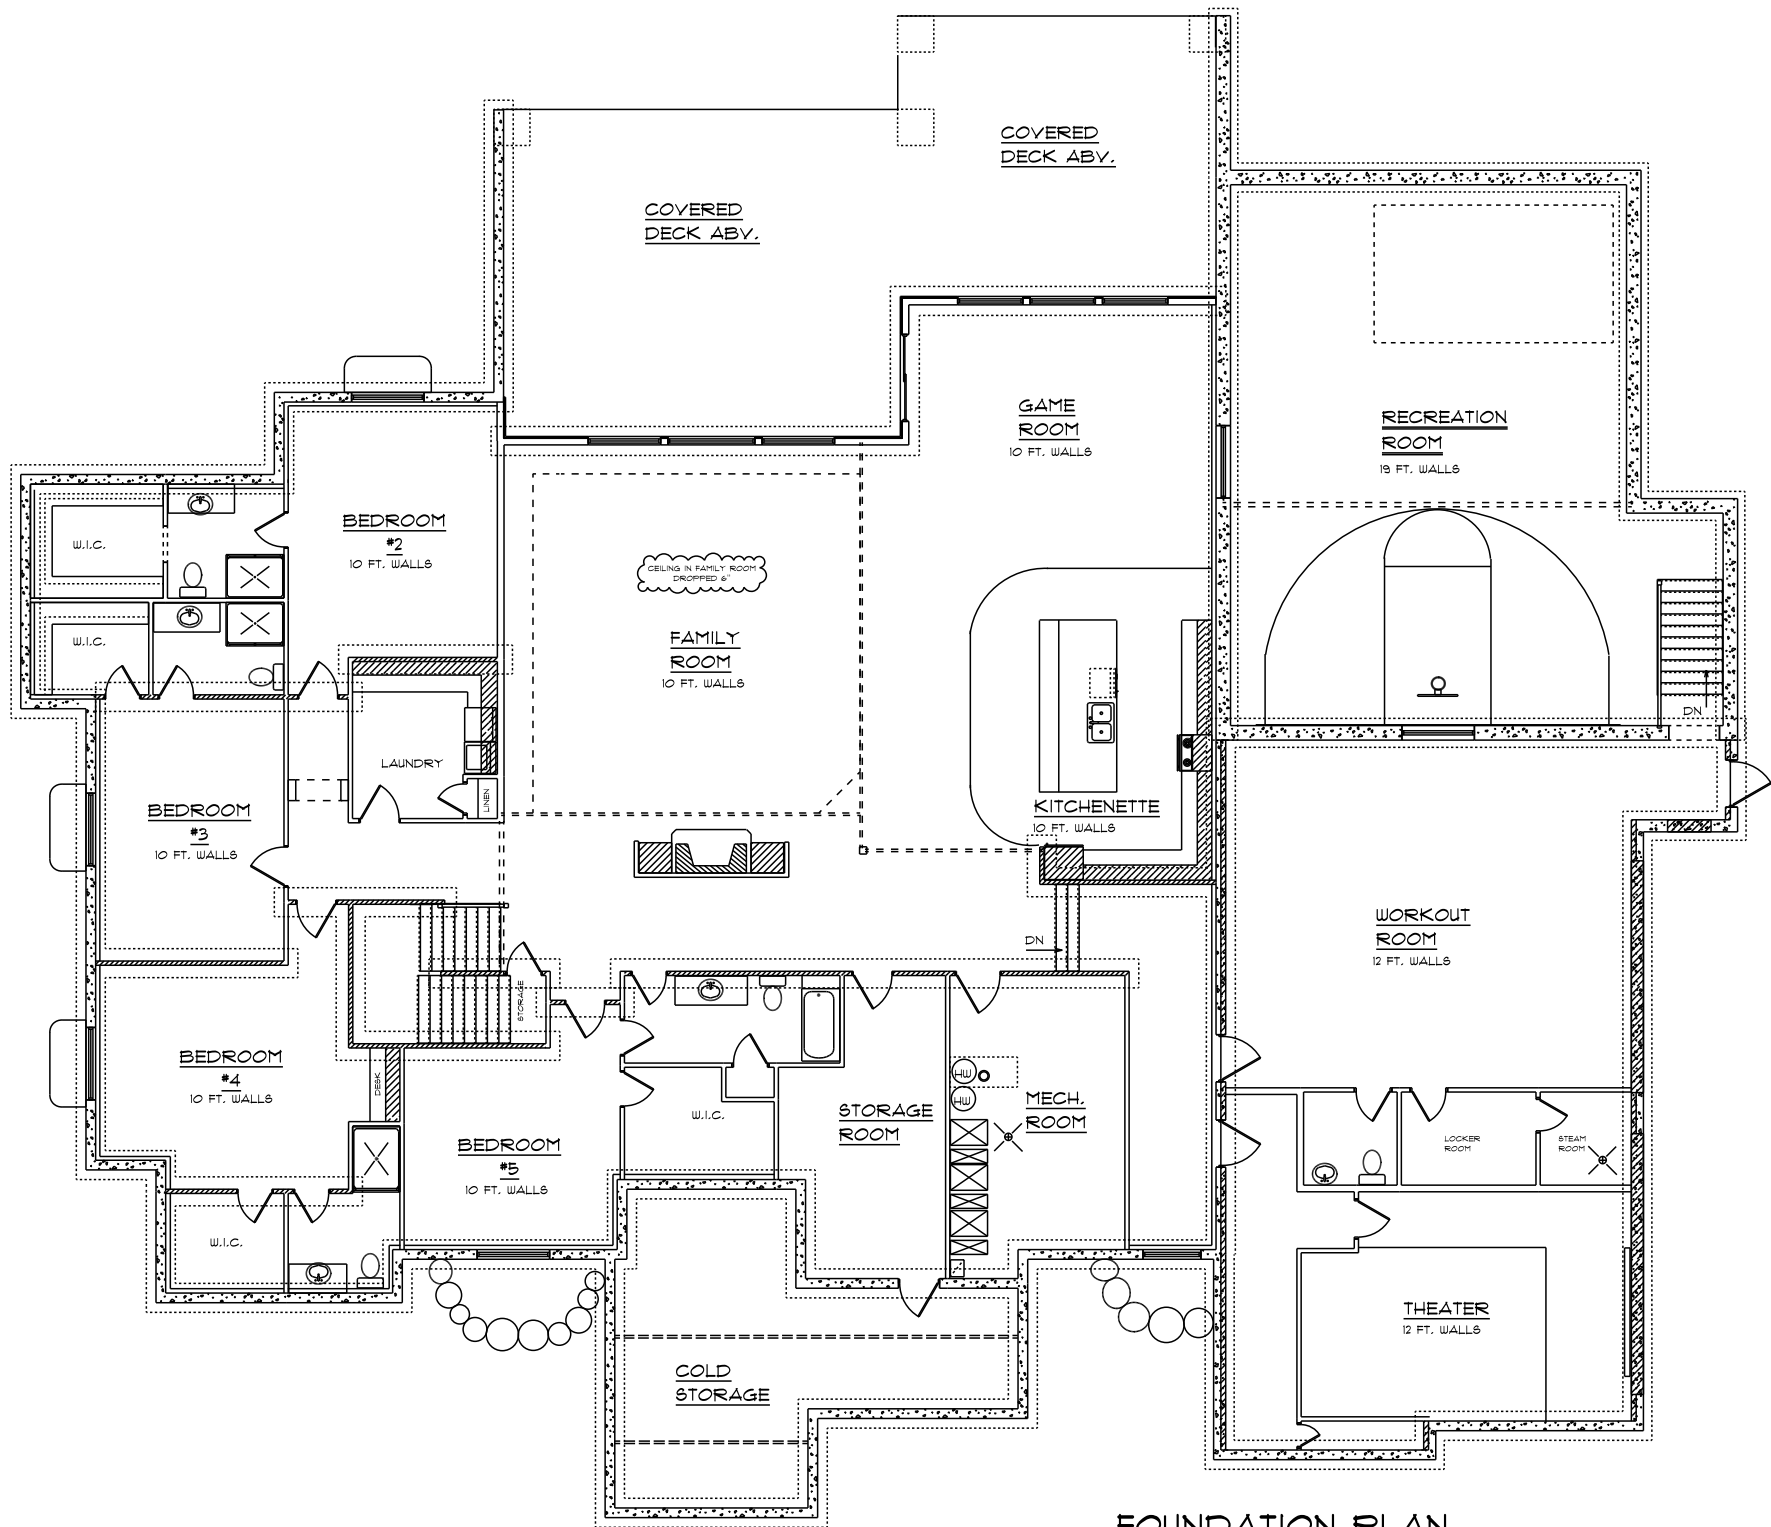 COVERED
DECK ABV.
COVERED
DECK ABV.
GAME
ROOM
10 FT. WALLS
RECREATION
ROOM
19 FT. WALLS
BEDROOM
#2
10 FT. WALLS
W.I.C.
CEILING IN FAMILY ROOM
DROPPED 6"
FAMILY
ROOM
10 FT. WALLS
W.I.C.
DN
LAUNDRY
LINEN
BEDROOM
#3
10 FT. WALLS
KITCHENETTE
10 FT. WALLS
WORKOUT
ROOM
12 FT. WALLS
DN
STORAGE
BEDROOM
#4
10 FT. WALLS
DESK
HW
HW
MECH.
ROOM
STORAGE
ROOM
W.I.C.
BEDROOM
#5
10 FT. WALLS
LOCKER
ROOM
STEAM
ROOM
W.I.C.
THEATER
12 FT. WALLS
COLD
STORAGE
FOUNDATION PLAN